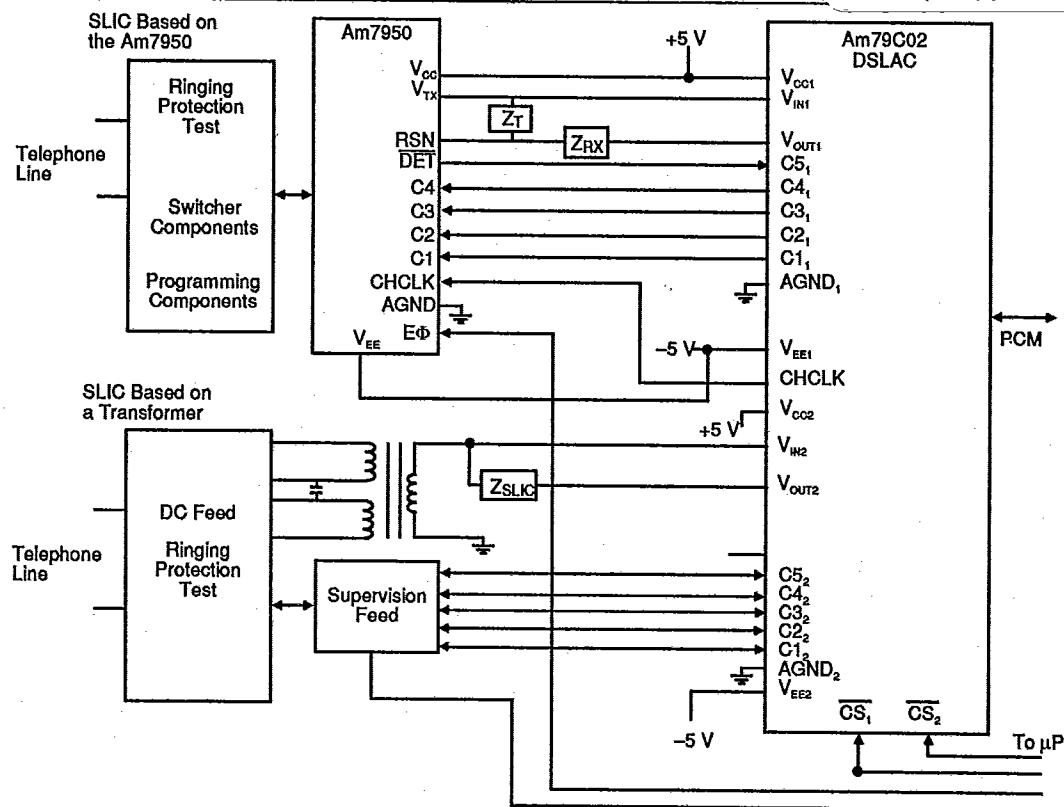 SLIC Based on
the Am7950
Ringing
Protection
Test
Switcher
Components
Programming
Components
Telephone
Line
Am7950
VCC
VTX
RSN
DET
C4
C3
C2
C1
CHCLK
AGND
EΦ
VEE
ZT
ZRX
+5 V
–5 V
Am79C02
DSLAC
VCC1
VIN1
VOUT1
C51
C41
C31
C21
C11
AGND1
VEE1
CHCLK
VCC2
+5 V
VIN2
VOUT2
C52
C42
C32
C22
C12
AGND2
VEE2
–5 V
CS1
CS2
PCM
To μP
SLIC Based on
a Transformer
DC Feed
Ringing
Protection
Test
Telephone
Line
ZSLIC
Supervision
Feed